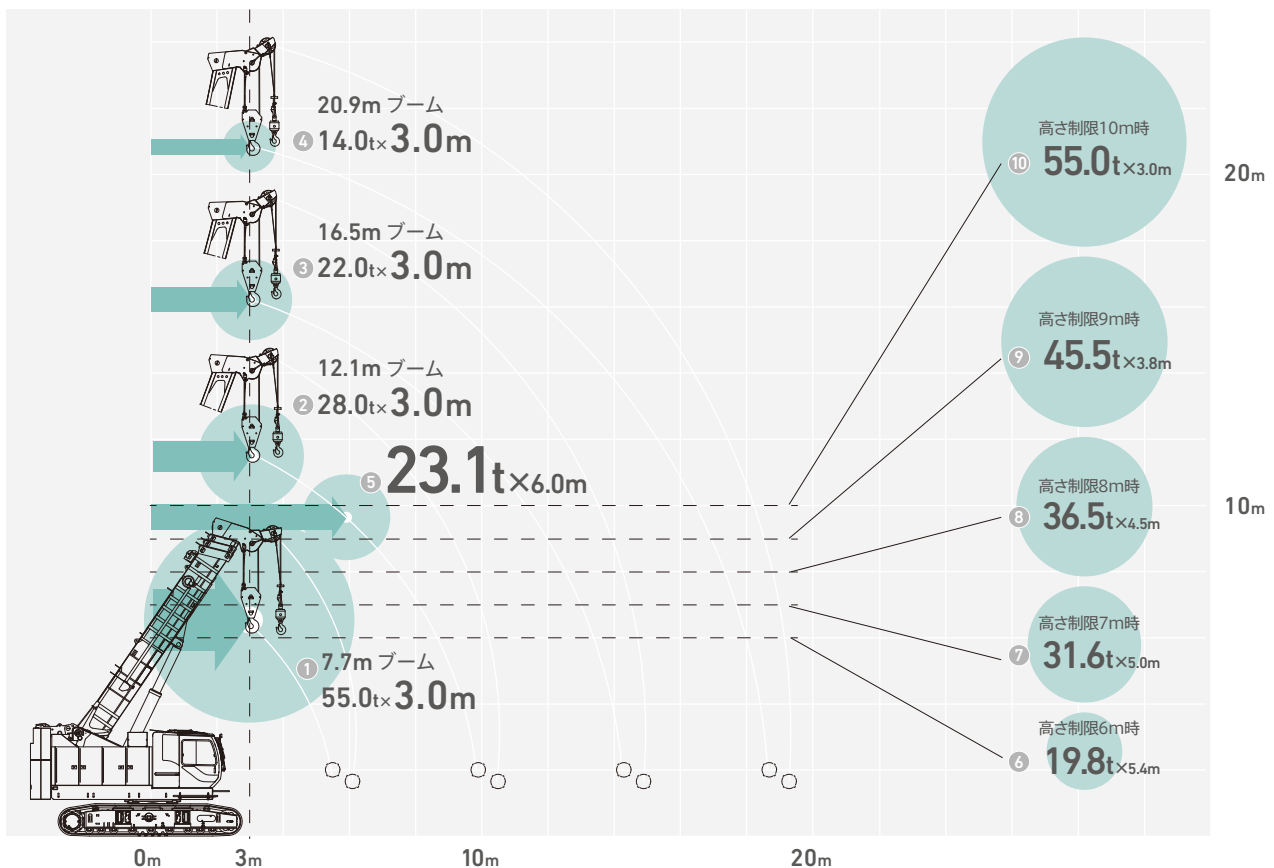 20.9m ブーム
4 14.0t× 3.0m
16.5m ブーム
3 22.0t× 3.0m
12.1m ブーム
2 28.0t× 3.0m
5 23.1t×6.0m
1 7.7m ブーム
55.0t× 3.0m
高さ制限10m時
10 55.0t×3.0m
高さ制限9m時
9 45.5t×3.8m
高さ制限8m時
8 36.5t×4.5m
高さ制限7m時
7 31.6t×5.0m
高さ制限6m時
6 19.8t×5.4m
20m
10m
0m 3m 10m 20m